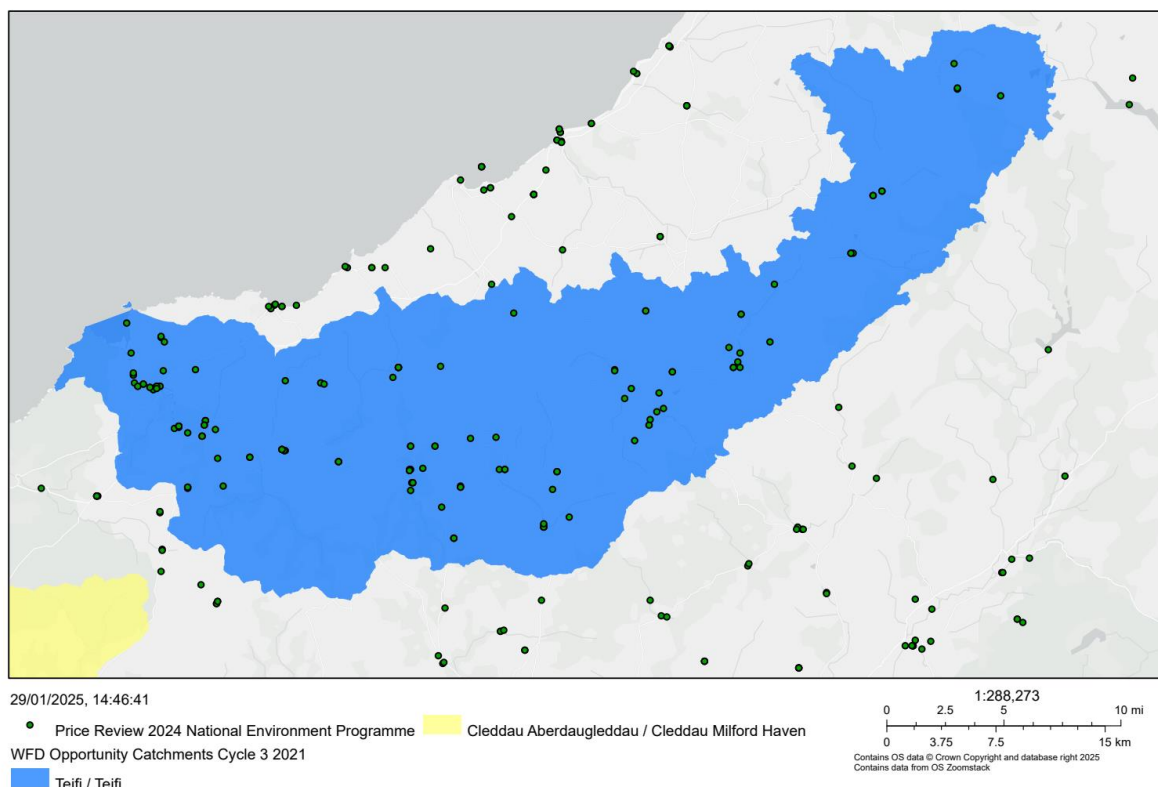 29/01/2025, 14:46:41
Price Review 2024 National Environment Programme
Cleddau Aberdaugleddau / Cleddau Milford Haven
WFD Opportunity Catchments Cycle 3 2021
Teifi / Teifi
1:288,273
0 2.5 5 10 mi
0 3.75 7.5 15 km
Contains OS data © Crown Copyright and database right 2025
Contains data from OS Zoomstack